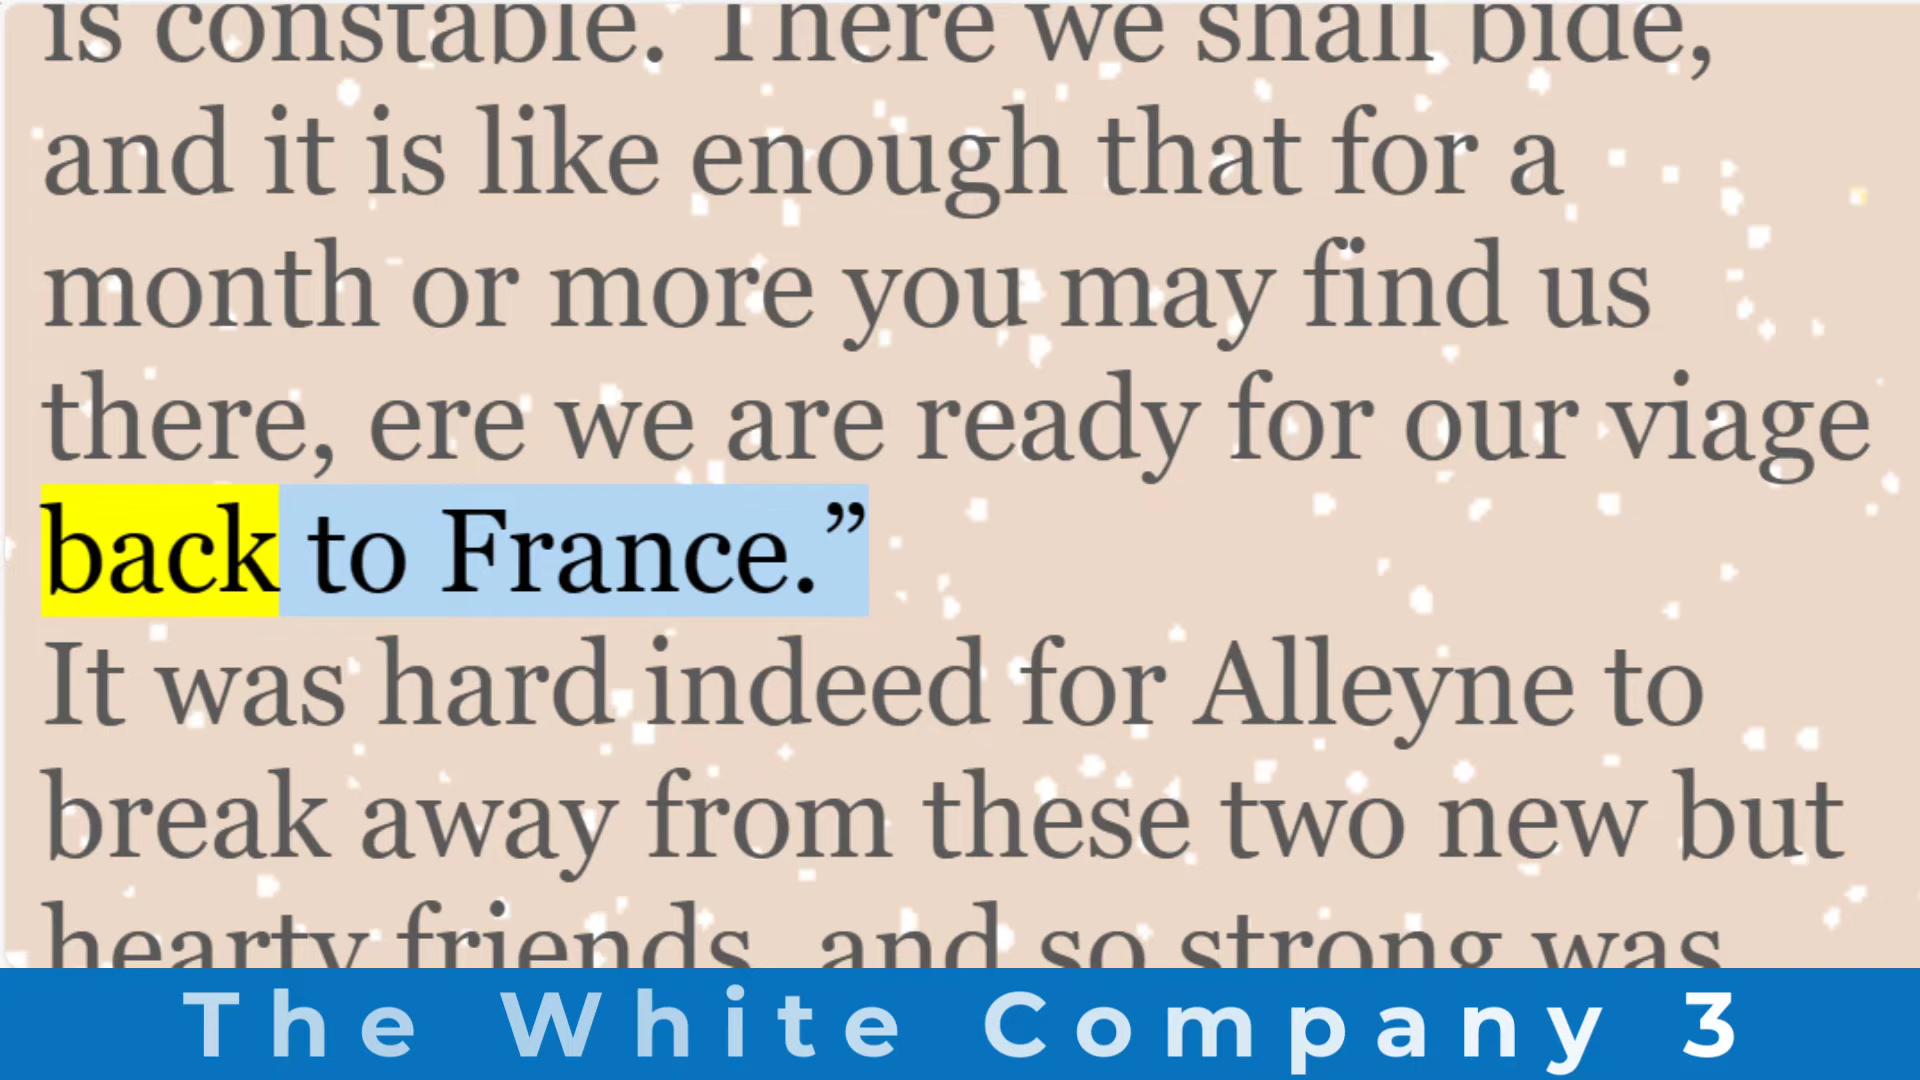 is constable. There we shall bide,
and it is like enough that for a
month or more you may find us
there, ere we are ready for our viage
back to France.”
It was hard indeed for Alleyne to
break away from these two new but
hearty friends, and so strong was
The White Company 3